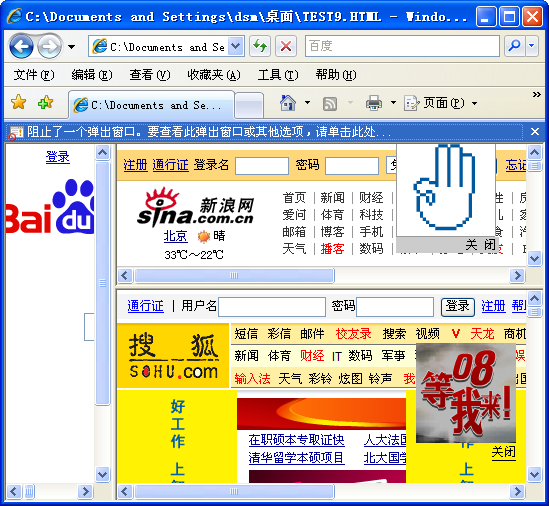 C:\Documents and Settings\dsm\桌面\TEST9.HTML - Windo...
C:\Documents and Se
百度
文件(F) 编辑(E) 查看(V) 收藏夹(A) 工具(T) 帮助(H)
C:\Documents and Se... 页面(P) »
阻止了一个弹出窗口。要查看此弹出窗口或其他选项，请单击此处...
登录
Bai du
注册 通行证 登录名 密码 忘记
sina 新浪网
.com.cn
北京 晴
33℃～22℃
首页 | 新闻 | 财经
爱问 | 体育 | 科技
邮箱 | 博客 | 手机
天气 | 播客 | 数码
关 闭
通行证 | 用户名 密码 登录 注册 帮
搜 狐
SOHU.com
短信 彩信 邮件 校友录 搜索 视频 V 天龙 商机
新闻 体育 财经 IT 数码 军事 娱
输入法 天气 彩铃 炫图 铃声 我
08
等我来!
关闭
好
工
作
上
在职硕本专取证快 人大法
清华留学本硕项目 北大国
作
上